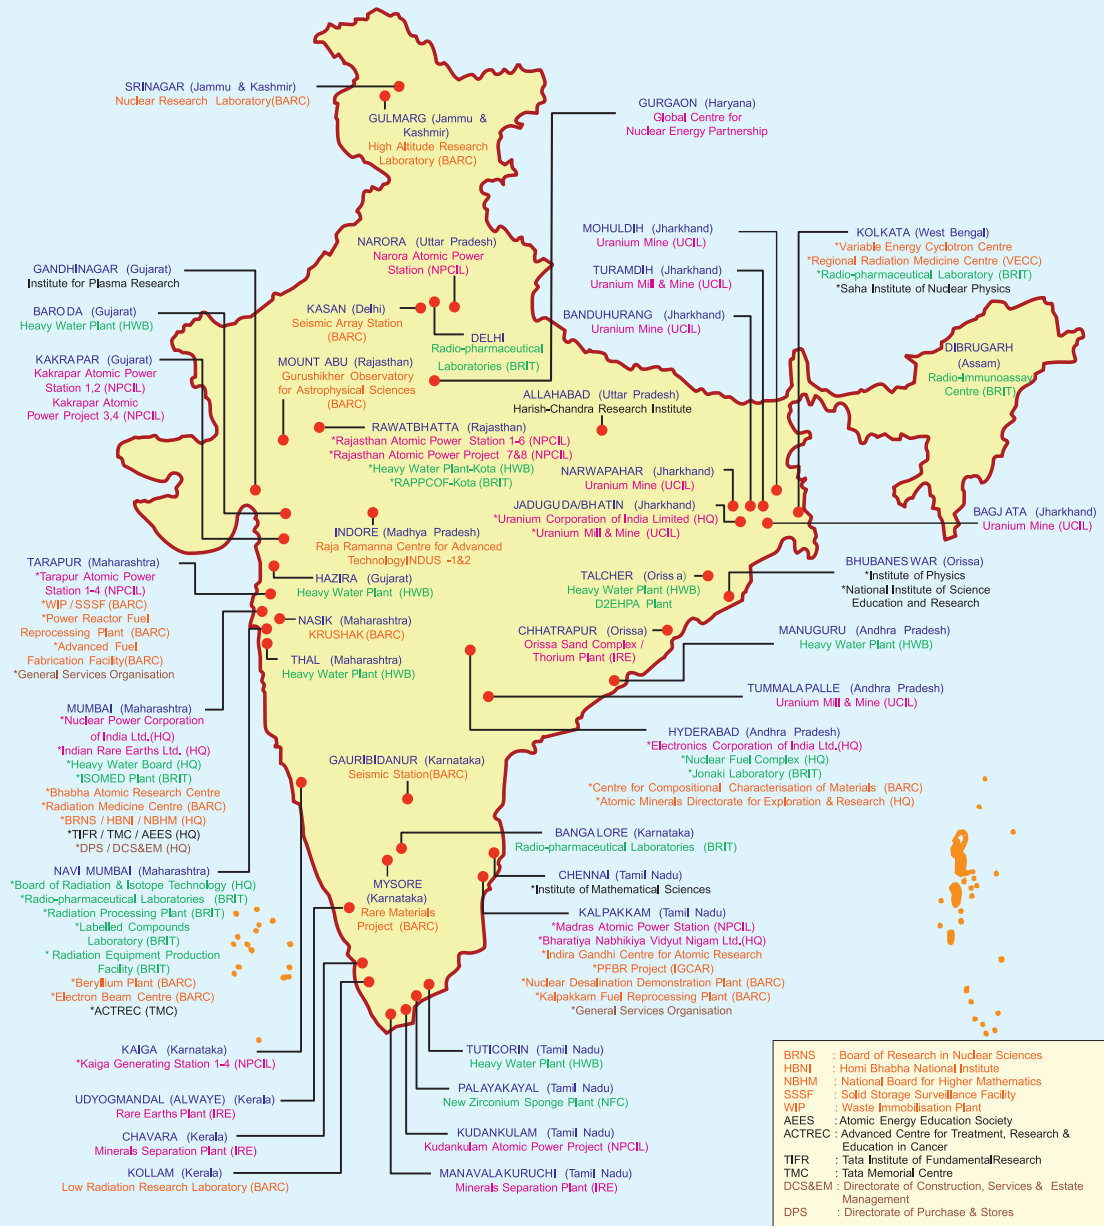 SRINAGAR (Jammu & Kashmir)
Nuclear Research Laboratory(BARC)
GULMARG (Jammu &
Kashmir)
High Altitude Research
Laboratory (BARC)
GURGAON (Haryana)
Global Centre for
Nuclear Energy Partnership
NARORA (Uttar Pradesh)
Narora Atomic Power
Station (NPCIL)
MOHULDIH (Jharkhand)
Uranium Mine (UCIL)
TURAMDIH (Jharkhand)
Uranium Mill & Mine (UCIL)
BANDUHURANG (Jharkhand)
Uranium Mine (UCIL)
KOLKATA (West Bengal)
*Variable Energy Cyclotron Centre
*Regional Radiation Medicine Centre (VECC)
*Radio-pharmaceutical Laboratory (BRIT)
*Saha Institute of Nuclear Physics
GANDHINAGAR (Gujarat)
Institute for Plasma Research
BARODA (Gujarat)
Heavy Water Plant (HWB)
KAKRAPAR (Gujarat)
Kakrapar Atomic Power
Station 1,2 (NPCIL)
Kakrapar Atomic
Power Project 3,4 (NPCIL)
KASAN (Delhi)
Seismic Array Station
(BARC)
DELHI
Radio-pharmaceutical
Laboratories (BRIT)
MOUNT ABU (Rajasthan)
Gurushikher Observatory
for Astrophysical Sciences
(BARC)
ALLAHABAD (Uttar Pradesh)
Harish-Chandra Research Institute
DIBRUGARH
(Assam)
Radio-Immunoassay
Centre (BRIT)
RAWATBHATTA (Rajasthan)
*Rajasthan Atomic Power Station 1-6 (NPCIL)
*Rajasthan Atomic Power Project 7&8 (NPCIL)
*Heavy Water Plant-Kota (HWB)
*RAPPCOF-Kota (BRIT)
NARWAPAHAR (Jharkhand)
Uranium Mine (UCIL)
JADUGUDA/BHATIN (Jharkhand)
*Uranium Corporation of India Limited (HQ)
*Uranium Mill & Mine (UCIL)
BAGJATA (Jharkhand)
Uranium Mine (UCIL)
INDORE (Madhya Pradesh)
Raja Ramanna Centre for Advanced
TechnologyINDUS -1&2
HAZIRA (Gujarat)
Heavy Water Plant (HWB)
TARAPUR (Maharashtra)
*Tarapur Atomic Power
Station 1-4 (NPCIL)
*WIP / SSSF (BARC)
*Power Reactor Fuel
Reprocessing Plant (BARC)
*Advanced Fuel
Fabrication Facility(BARC)
*General Services Organisation
NASIK (Maharashtra)
KRUSHAK (BARC)
THAL (Maharashtra)
Heavy Water Plant (HWB)
TALCHER (Orissa)
Heavy Water Plant (HWB)
D2EHPA Plant
BHUBANESWAR (Orissa)
*Institute of Physics
*National Institute of Science
Education and Research
CHHATRAPUR (Orissa)
Orissa Sand Complex /
Thorium Plant (IRE)
MANUGURU (Andhra Pradesh)
Heavy Water Plant (HWB)
TUMMALAPALLE (Andhra Pradesh)
Uranium Mill & Mine (UCIL)
MUMBAI (Maharashtra)
*Nuclear Power Corporation
of India Ltd.(HQ)
*Indian Rare Earths Ltd. (HQ)
*Heavy Water Board (HQ)
*ISOMED Plant (BRIT)
*Bhabha Atomic Research Centre
*Radiation Medicine Centre (BARC)
*BRNS / HBNI / NBHM (HQ)
*TIFR / TMC / AEES (HQ)
*DPS / DCS&EM (HQ)
HYDERABAD (Andhra Pradesh)
*Electronics Corporation of India Ltd.(HQ)
*Nuclear Fuel Complex (HQ)
*Jonaki Laboratory (BRIT)
*Centre for Compositional Characterisation of Materials (BARC)
*Atomic Minerals Directorate for Exploration & Research (HQ)
GAURIBIDANUR (Karnataka)
Seismic Station(BARC)
BANGALORE (Karnataka)
Radio-pharmaceutical Laboratories (BRIT)
CHENNAI (Tamil Nadu)
*Institute of Mathematical Sciences
NAVI MUMBAI (Maharashtra)
*Board of Radiation & Isotope Technology (HQ)
*Radio-pharmaceutical Laboratories (BRIT)
*Radiation Processing Plant (BRIT)
*Labelled Compounds
Laboratory (BRIT)
* Radiation Equipment Production
Facility (BRIT)
*Beryllium Plant (BARC)
*Electron Beam Centre (BARC)
*ACTREC (TMC)
MYSORE
(Karnataka)
Rare Materials
Project (BARC)
KALPAKKAM (Tamil Nadu)
*Madras Atomic Power Station (NPCIL)
*Bharatiya Nabhikiya Vidyut Nigam Ltd.(HQ)
*Indira Gandhi Centre for Atomic Research
*PFBR Project (IGCAR)
*Nuclear Desalination Demonstration Plant (BARC)
*Kalpakkam Fuel Reprocessing Plant (BARC)
*General Services Organisation
KAIGA (Karnataka)
*Kaiga Generating Station 1-4 (NPCIL)
UDYOGMANDAL (ALWAYE) (Kerala)
Rare Earths Plant (IRE)
CHAVARA (Kerala)
Minerals Separation Plant (IRE)
KOLLAM (Kerala)
Low Radiation Research Laboratory (BARC)
TUTICORIN (Tamil Nadu)
Heavy Water Plant (HWB)
PALAYAKAYAL (Tamil Nadu)
New Zirconium Sponge Plant (NFC)
KUDANKULAM (Tamil Nadu)
Kudankulam Atomic Power Project (NPCIL)
MANAVALAKURUCHI (Tamil Nadu)
Minerals Separation Plant (IRE)
BRNS : Board of Research in Nuclear Sciences
HBNI : Homi Bhabha National Institute
NBHM : National Board for Higher Mathematics
SSSF : Solid Storage Surveillance Facility
WIP : Waste Immobilisation Plant
AEES : Atomic Energy Education Society
ACTREC : Advanced Centre for Treatment, Research &
Education in Cancer
TIFR : Tata Institute of FundamentalResearch
TMC : Tata Memorial Centre
DCS&EM : Directorate of Construction, Services & Estate
Management
DPS : Directorate of Purchase & Stores